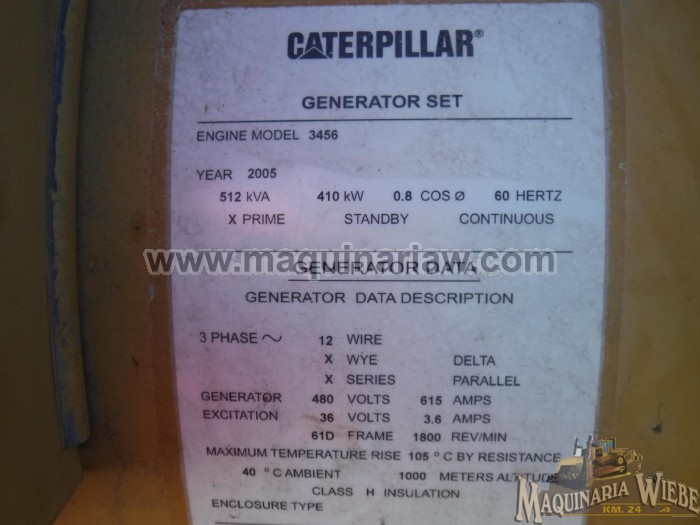 CATERPILLAR®
GENERATOR SET
ENGINE MODEL 3456
YEAR 2005
512 kVA 410 kW 0.8 COS Ø 60 HERTZ
X PRIME STANDBY CONTINUOUS
www.maquinariaw.com
GENERATOR DATA
GENERATOR DATA DESCRIPTION
3 PHASE ~ 12 WIRE
X WYE DELTA
X SERIES PARALLEL
GENERATOR 480 VOLTS 615 AMPS
EXCITATION 36 VOLTS 3.6 AMPS
61D FRAME 1800 REV/MIN
MAXIMUM TEMPERATURE RISE 105 º C BY RESISTANCE
40 º C AMBIENT 1000 METERS ALTITUDE
CLASS H INSULATION
ENCLOSURE TYPE
MAQUINARIA WIEBE
KM. 24